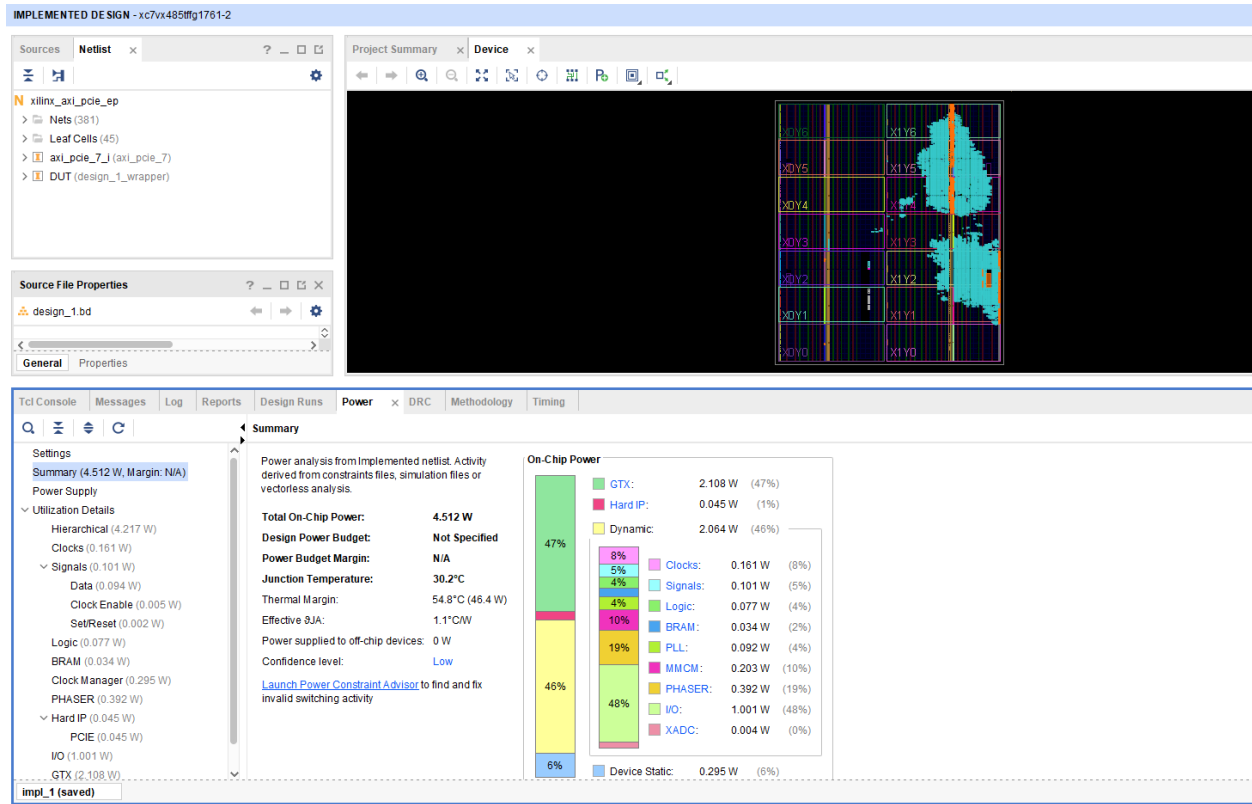 IMPLEMENTED DESIGN - xc7vx485tffg1761-2
Sources Netlist × ? _
xilinx_axi_pcie_ep
Nets (381)
Leaf Cells (45)
axi_pcie_7_i (axi_pcie_7)
DUT (design_1_wrapper)
Source File Properties ? _ ×
design_1.bd
General Properties
Project Summary × Device ×
X0Y6 X1Y6
X0Y5 X1Y5
X0Y4
X0Y3 X1Y3
X0Y2 X1Y2
X0Y1 X1Y1
X0Y0 X1Y0
Tcl Console Messages Log Reports Design Runs Power × DRC Methodology Timing
Settings
Summary (4.512 W, Margin: N/A)
Power Supply
Utilization Details
Hierarchical (4.217 W)
Clocks (0.161 W)
Signals (0.101 W)
Data (0.094 W)
Clock Enable (0.005 W)
Set/Reset (0.002 W)
Logic (0.077 W)
BRAM (0.034 W)
Clock Manager (0.295 W)
PHASER (0.392 W)
Hard IP (0.045 W)
PCIE (0.045 W)
I/O (1.001 W)
GTX (2.108 W)
Summary
Power analysis from Implemented netlist. Activity
derived from constraints files, simulation files or
vectorless analysis.
Total On-Chip Power: 4.512 W
Design Power Budget: Not Specified
Power Budget Margin: N/A
Junction Temperature: 30.2°C
Thermal Margin: 54.8°C (46.4 W)
Effective ϑJA: 1.1°C/W
Power supplied to off-chip devices: 0 W
Confidence level: Low
Launch Power Constraint Advisor to find and fix
invalid switching activity
On-Chip Power
47%
46%
6%
GTX: 2.108 W (47%)
Hard IP: 0.045 W (1%)
Dynamic: 2.064 W (46%)
8%
5%
4%
4%
10%
19%
48%
Clocks: 0.161 W (8%)
Signals: 0.101 W (5%)
Logic: 0.077 W (4%)
BRAM: 0.034 W (2%)
PLL: 0.092 W (4%)
MMCM: 0.203 W (10%)
PHASER: 0.392 W (19%)
I/O: 1.001 W (48%)
XADC: 0.004 W (0%)
Device Static: 0.295 W (6%)
impl_1 (saved)